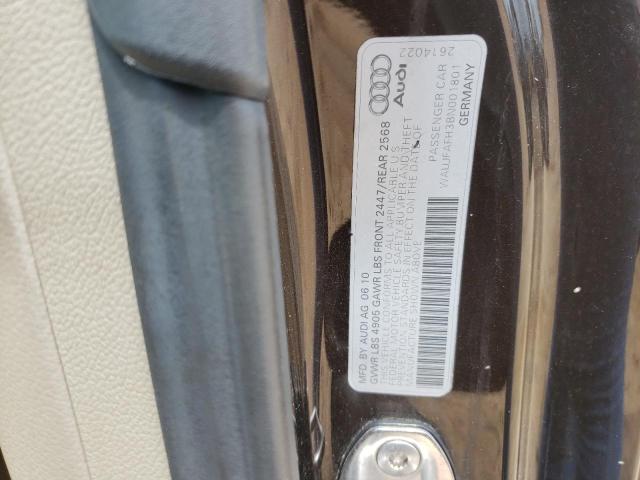 2614022
Audi
MFD. BY AUDI AG 06 10
GVWR LBS 4905 GAWR LBS FRONT 2447/REAR 2568
THIS VEHICLE CONFORMS TO ALL APPLICABLE U.S.
FEDERAL MOTOR VEHICLE SAFETY BUMPER AND THEFT
PREVENTION STANDARDS IN EFFECT ON THE DATE OF
MANUFACTURE SHOWN ABOVE
PASSENGER CAR
WAUJFAFH3BN001801
GERMANY